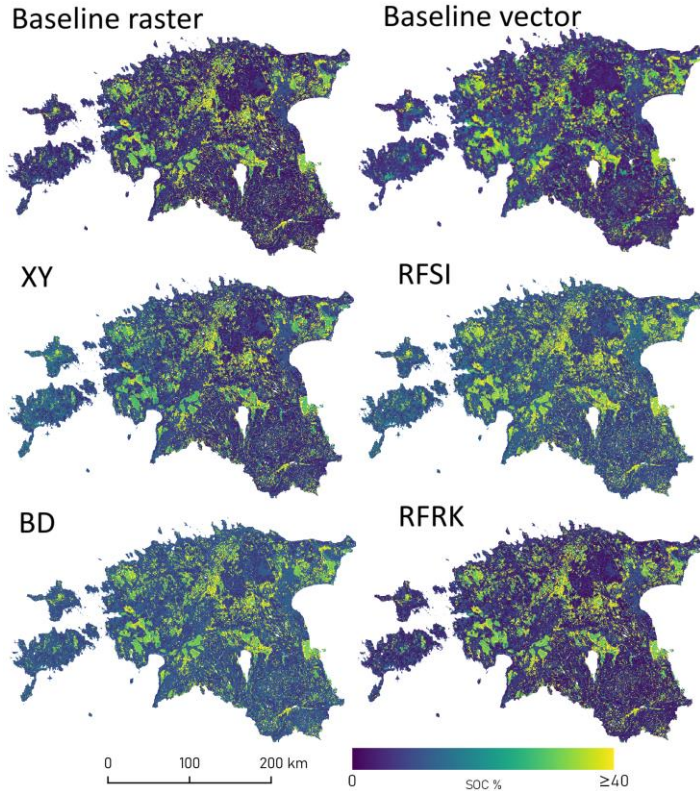 Baseline raster
Baseline vector
XY
RFSI
BD
RFRK
0 100 200 km
0 SOC % ≥40